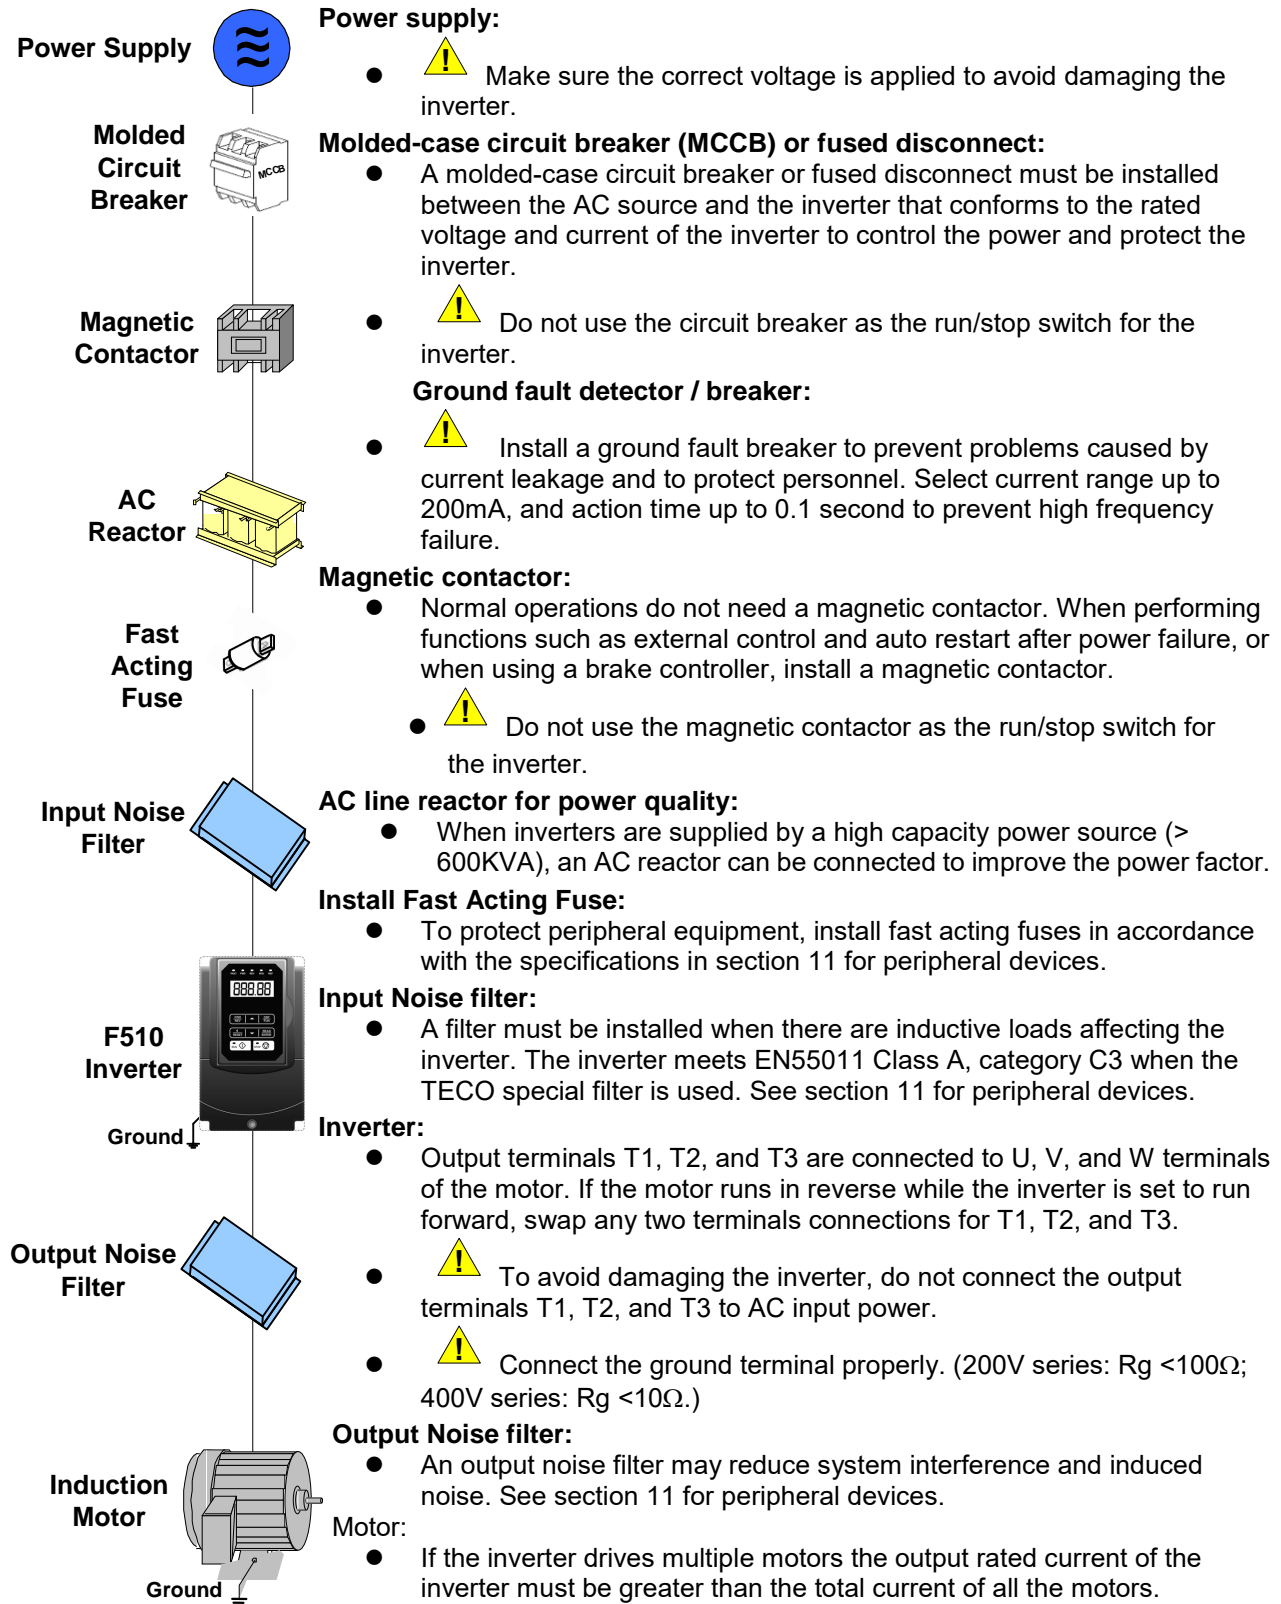 Power Supply
Molded
Circuit
Breaker
MCCB
Magnetic
Contactor
AC
Reactor
Fast
Acting
Fuse
Input Noise
Filter
F510
Inverter
Ground
Output Noise
Filter
Induction
Motor
Ground
Power supply:
● ! Make sure the correct voltage is applied to avoid damaging the
inverter.
Molded-case circuit breaker (MCCB) or fused disconnect:
● A molded-case circuit breaker or fused disconnect must be installed
between the AC source and the inverter that conforms to the rated
voltage and current of the inverter to control the power and protect the
inverter.
● ! Do not use the circuit breaker as the run/stop switch for the
inverter.
Ground fault detector / breaker:
● ! Install a ground fault breaker to prevent problems caused by
current leakage and to protect personnel. Select current range up to
200mA, and action time up to 0.1 second to prevent high frequency
failure.
Magnetic contactor:
● Normal operations do not need a magnetic contactor. When performing
functions such as external control and auto restart after power failure, or
when using a brake controller, install a magnetic contactor.
● ! Do not use the magnetic contactor as the run/stop switch for
the inverter.
AC line reactor for power quality:
● When inverters are supplied by a high capacity power source (>
600KVA), an AC reactor can be connected to improve the power factor.
Install Fast Acting Fuse:
● To protect peripheral equipment, install fast acting fuses in accordance
with the specifications in section 11 for peripheral devices.
Input Noise filter:
● A filter must be installed when there are inductive loads affecting the
inverter. The inverter meets EN55011 Class A, category C3 when the
TECO special filter is used. See section 11 for peripheral devices.
Inverter:
● Output terminals T1, T2, and T3 are connected to U, V, and W terminals
of the motor. If the motor runs in reverse while the inverter is set to run
forward, swap any two terminals connections for T1, T2, and T3.
● ! To avoid damaging the inverter, do not connect the output
terminals T1, T2, and T3 to AC input power.
● ! Connect the ground terminal properly. (200V series: Rg <100Ω;
400V series: Rg <10Ω.)
Output Noise filter:
● An output noise filter may reduce system interference and induced
noise. See section 11 for peripheral devices.
Motor:
● If the inverter drives multiple motors the output rated current of the
inverter must be greater than the total current of all the motors.